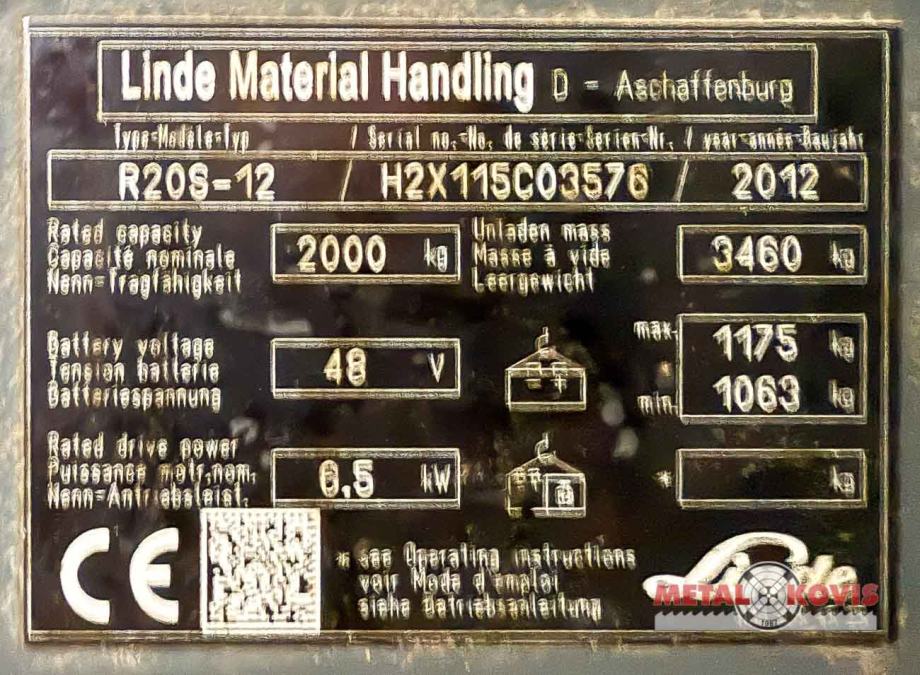 Linde Material Handling D - Aschaffenburg
Type-Modèle-Typ / Serial no.-No. de série-Serien-Nr. / year-année-Baujahr
R20S-12 / H2X115C03576 / 2012
Rated capacity
Capacité nominale
Nenn-Tragfähigkeit
2000 kg
Unladen mass
Masse à vide
Leergewicht
3460 kg
Battery voltage
Tension batterie
Batteriespannung
48 V
max. 1175 kg
min. 1063 kg
Rated drive power
Puissance motr.nom.
Nenn-Antriebsleist.
6,5 kW
* kg
CE
* see Operating instructions
voir Mode d'emploi
siehe Betriebsanleitung
Linde
METAL KOVIS
1987